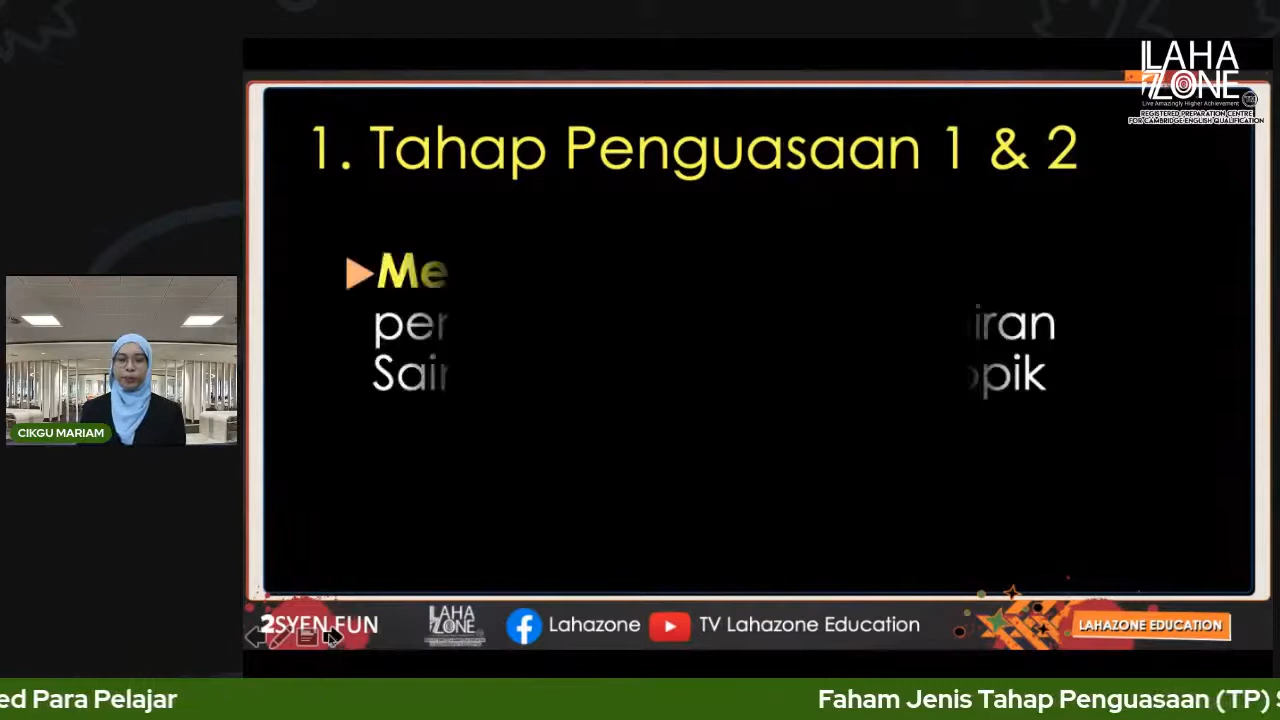 LAHA
ZONE
Live Amazingly Higher Achievement
REGISTERED PREPARATION CENTRE
FOR CAMBRIDGE ENGLISH QUALIFICATION
1. Tahap Penguasaan 1 & 2
Me
per iran
Sair opik
CIKGU MARIAM
2SYEN FUN
LAHA
ZONE
Lahazone
TV Lahazone Education
LAHAZONE EDUCATION
ed Para Pelajar
Faham Jenis Tahap Penguasaan (TP) S